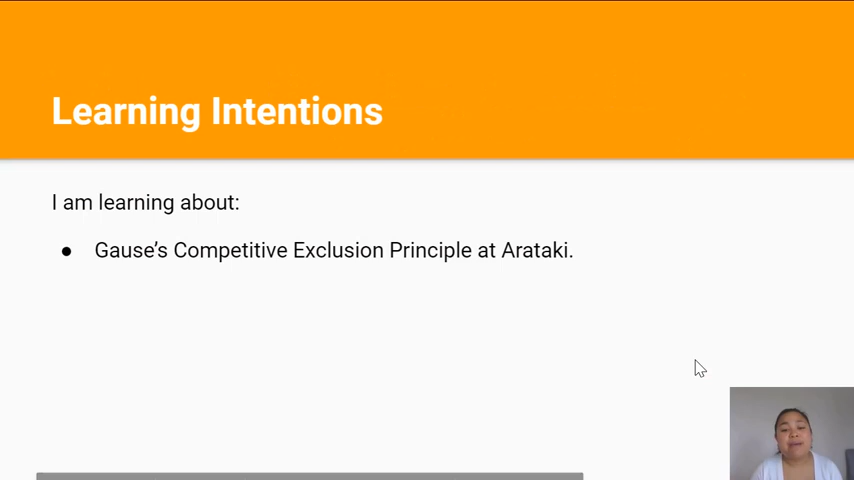 Learning Intentions
I am learning about:
● Gause’s Competitive Exclusion Principle at Arataki.